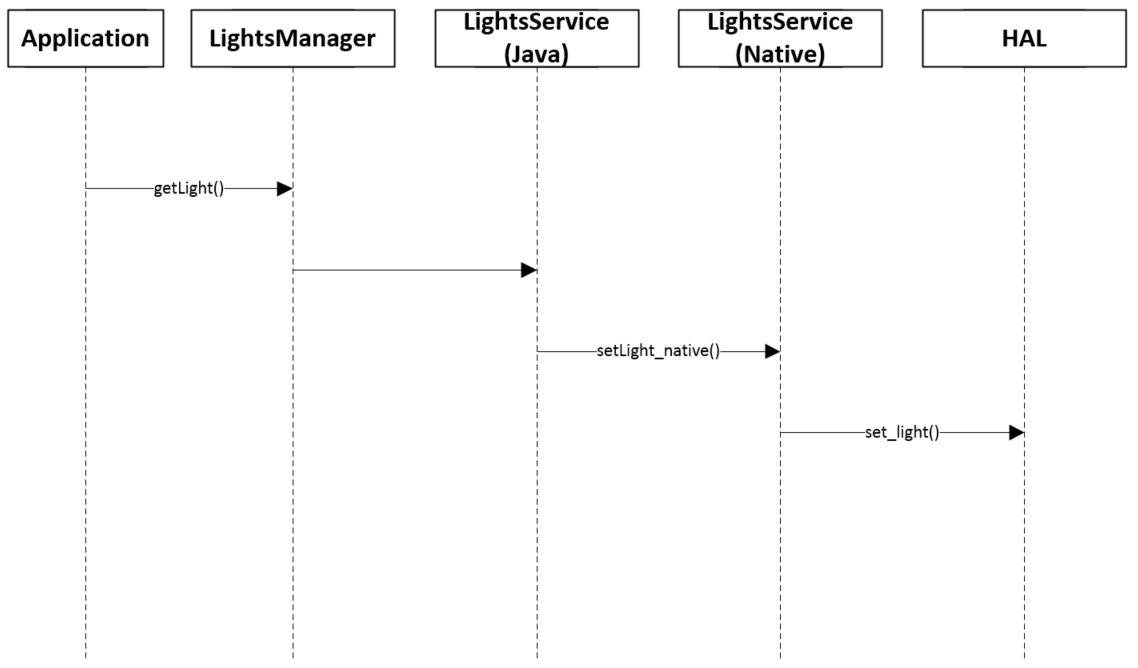 Application
LightsManager
LightsService
(Java)
LightsService
(Native)
HAL
getLight()
setLight_native()
set_light()